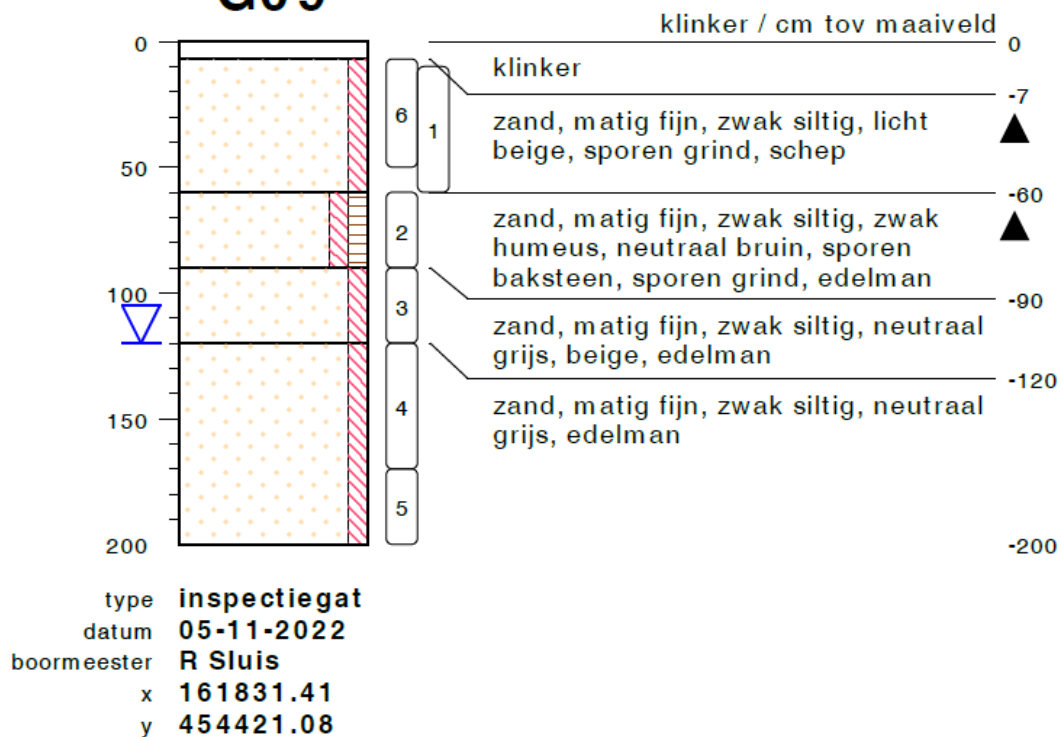 klinker / cm tov maaiveld
0
0
klinker
-7
6
1
zand, matig fijn, zwak siltig, licht
beige, sporen grind, schep
50
-60
2
zand, matig fijn, zwak siltig, zwak
humeus, neutraal bruin, sporen
baksteen, sporen grind, edelman
100
-90
3
zand, matig fijn, zwak siltig, neutraal
grijs, beige, edelman
-120
4
150
zand, matig fijn, zwak siltig, neutraal
grijs, edelman
5
200
-200
type inspectiegat
datum 05-11-2022
boormeester R Sluis
x 161831.41
y 454421.08